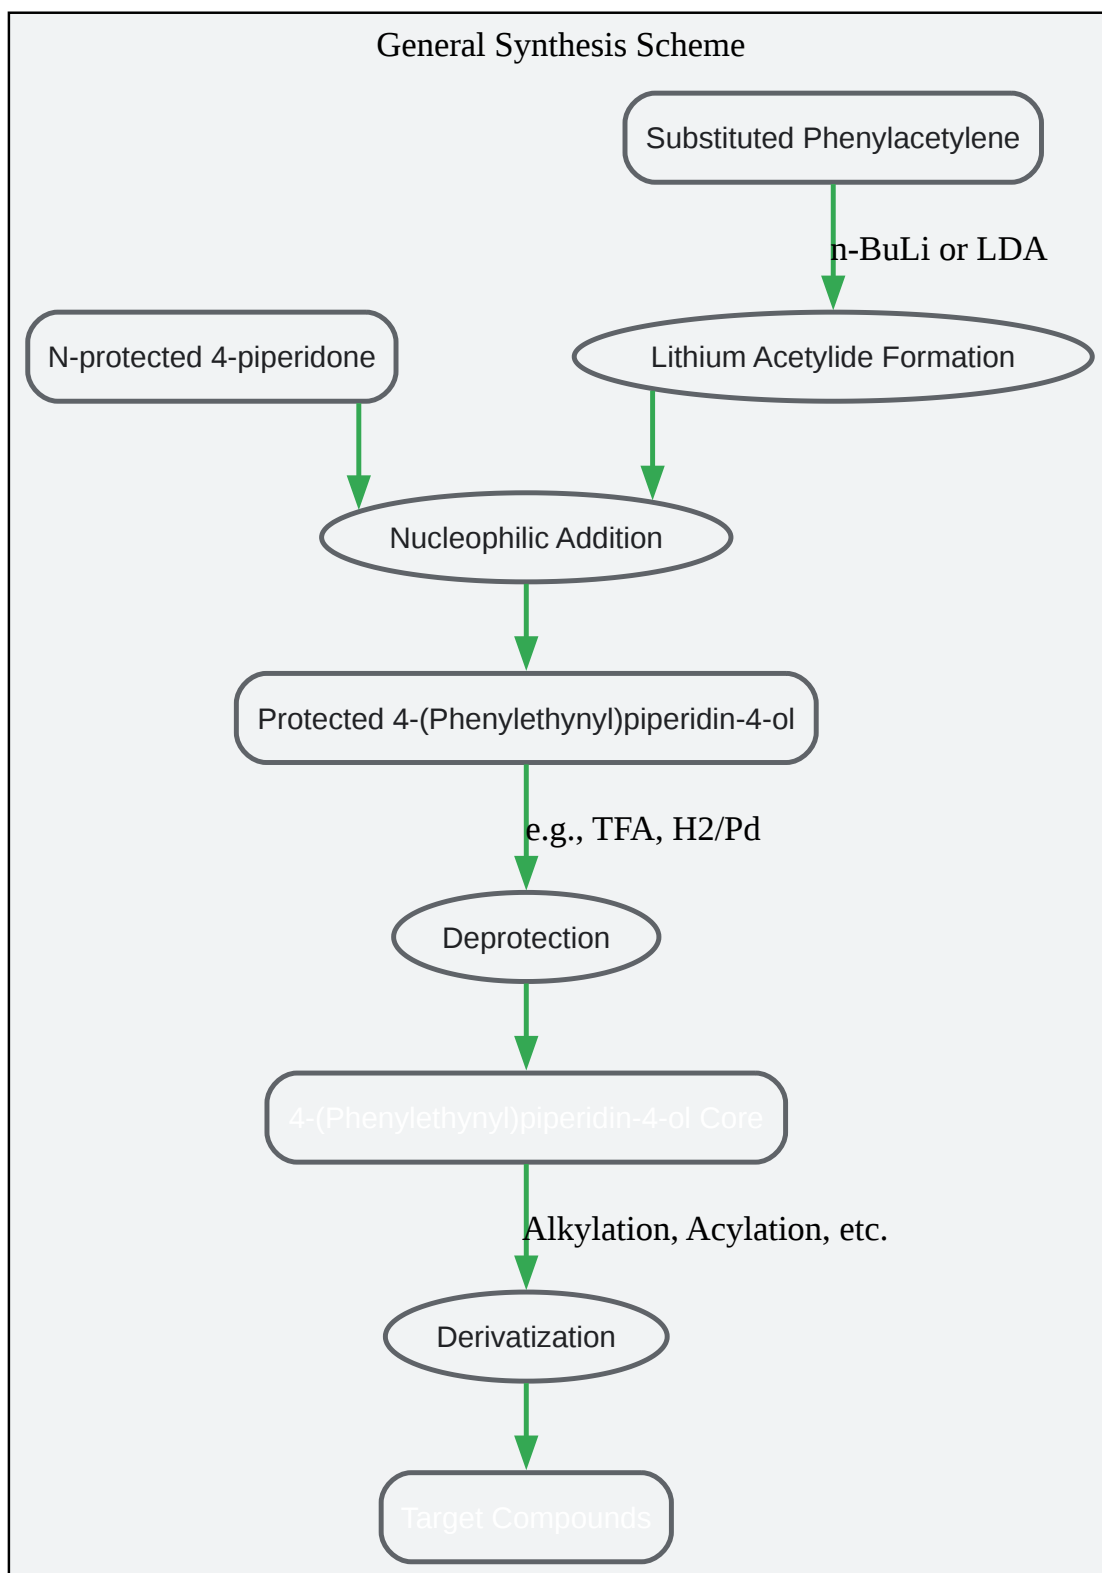 General Synthesis Scheme
Substituted Phenylacetylene
n-BuLi or LDA
N-protected 4-piperidone
Lithium Acetylide Formation
Nucleophilic Addition
Protected 4-(Phenylethynyl)piperidin-4-ol
e.g., TFA, H2/Pd
Deprotection
4-(Phenylethynyl)piperidin-4-ol Core
Alkylation, Acylation, etc.
Derivatization
Target Compounds